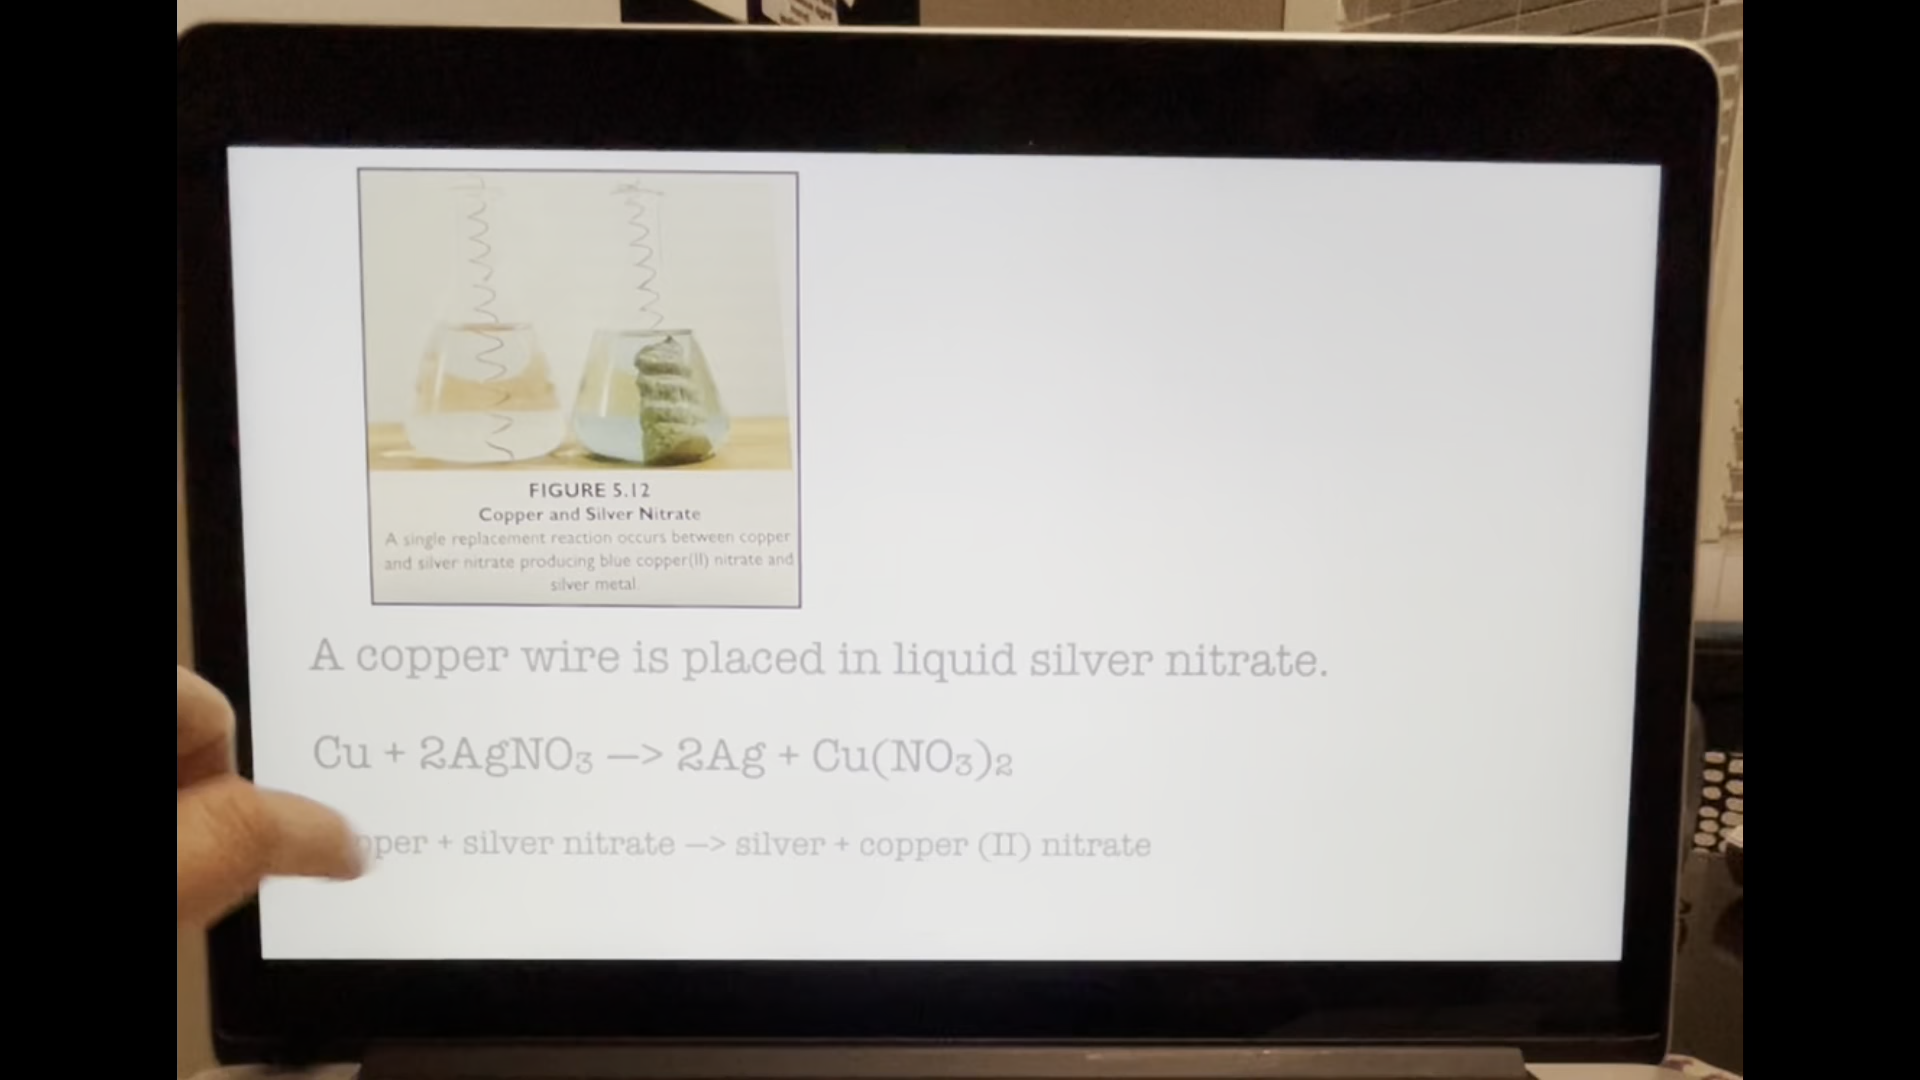 FIGURE 5.12
Copper and Silver Nitrate
A single replacement reaction occurs between copper
and silver nitrate producing blue copper(II) nitrate and
silver metal
A copper wire is placed in liquid silver nitrate.
Cu + 2AgNO₃ —> 2Ag + Cu(NO₃)₂
pper + silver nitrate —> silver + copper (II) nitrate